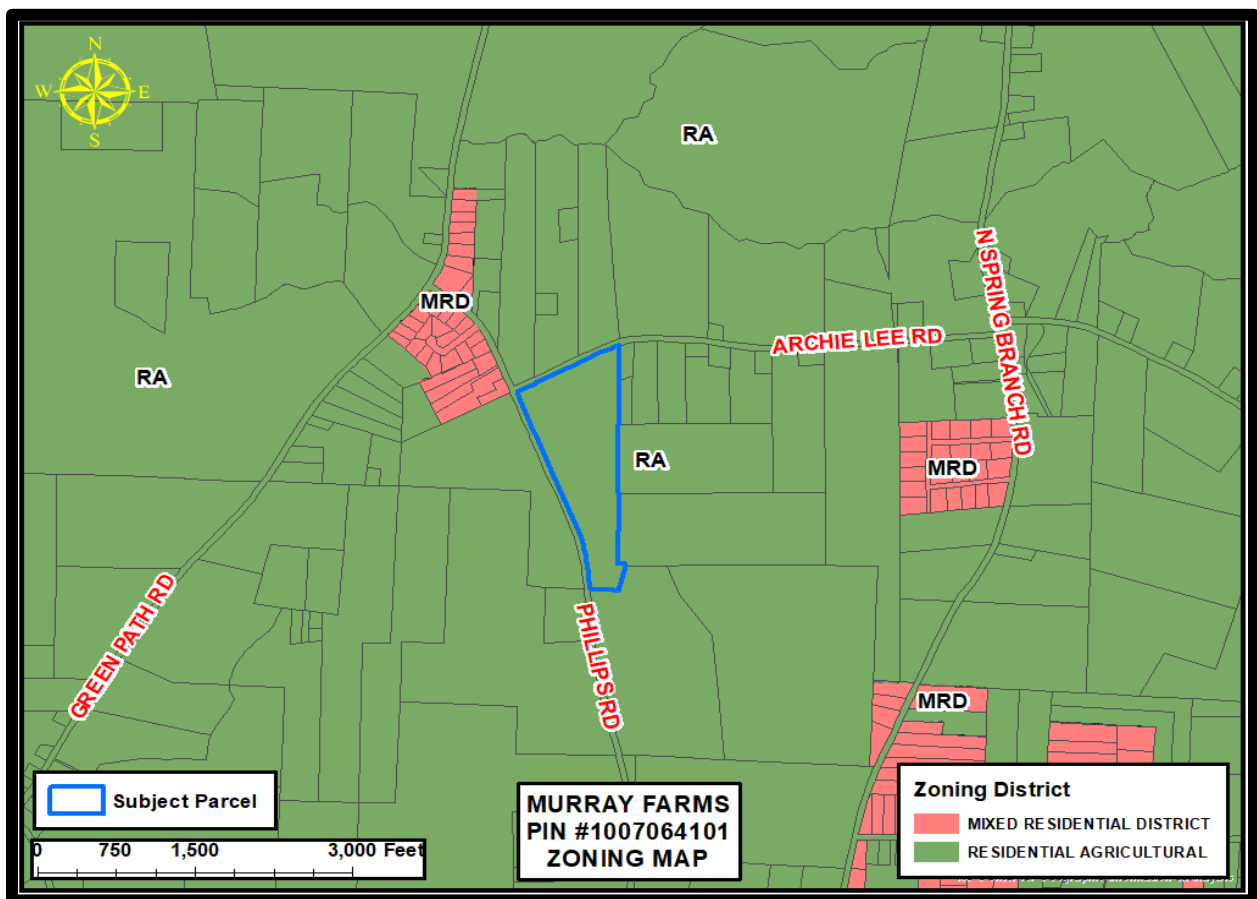 N
W E
S
RA
N SPRING BRANCH RD
MRD
ARCHIE LEE RD
RA
RA
MRD
GREEN PATH RD
PHILLIPS RD
MRD
Subject Parcel
0 750 1,500 3,000 Feet
MURRAY FARMS
PIN #1007064101
ZONING MAP
Zoning District
MIXED RESIDENTIAL DISTRICT
RESIDENTIAL AGRICULTURAL